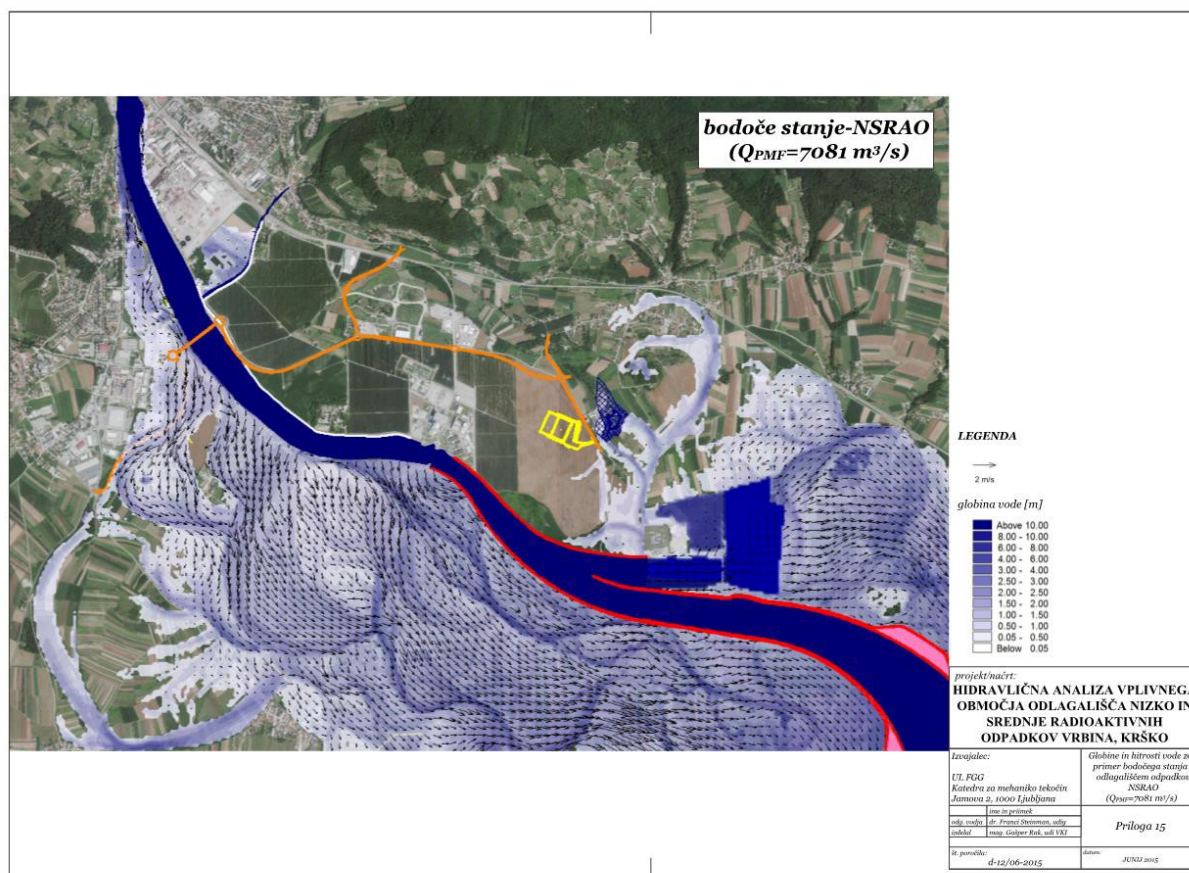 bodoče stanje-NSRAO
(QPMF=7081 m³/s)
LEGENDA
2 m/s
globina vode [m]
Above 10.00
8.00 - 10.00
6.00 - 8.00
4.00 - 6.00
3.00 - 4.00
2.50 - 3.00
2.00 - 2.50
1.50 - 2.00
1.00 - 1.50
0.50 - 1.00
0.05 - 0.50
Below 0.05
projekt/načrt:
HIDRAVLIČNA ANALIZA VPLIVNEGA
OBMOČJA ODLAGALIŠČA NIZKO IN
SREDNJE RADIOAKTIVNIH
ODPADKOV VRBINA, KRŠKO
Izvajalec:
UL FGG
Katedra za mehaniko tekočin
Jamova 2, 1000 Ljubljana
Globine in hitrosti vode za
primer bodočega stanja
odlagališčem odpadkov
NSRAO
(QPMF=7081 m³/s)
ime in priimek
odg. vodja dr. Franci Steinman, udig
izdelal mag. Gašper Rak, udi VKI
Priloga 15
št. poročila:
d-12/06-2015
datum:
JUNIJ 2015